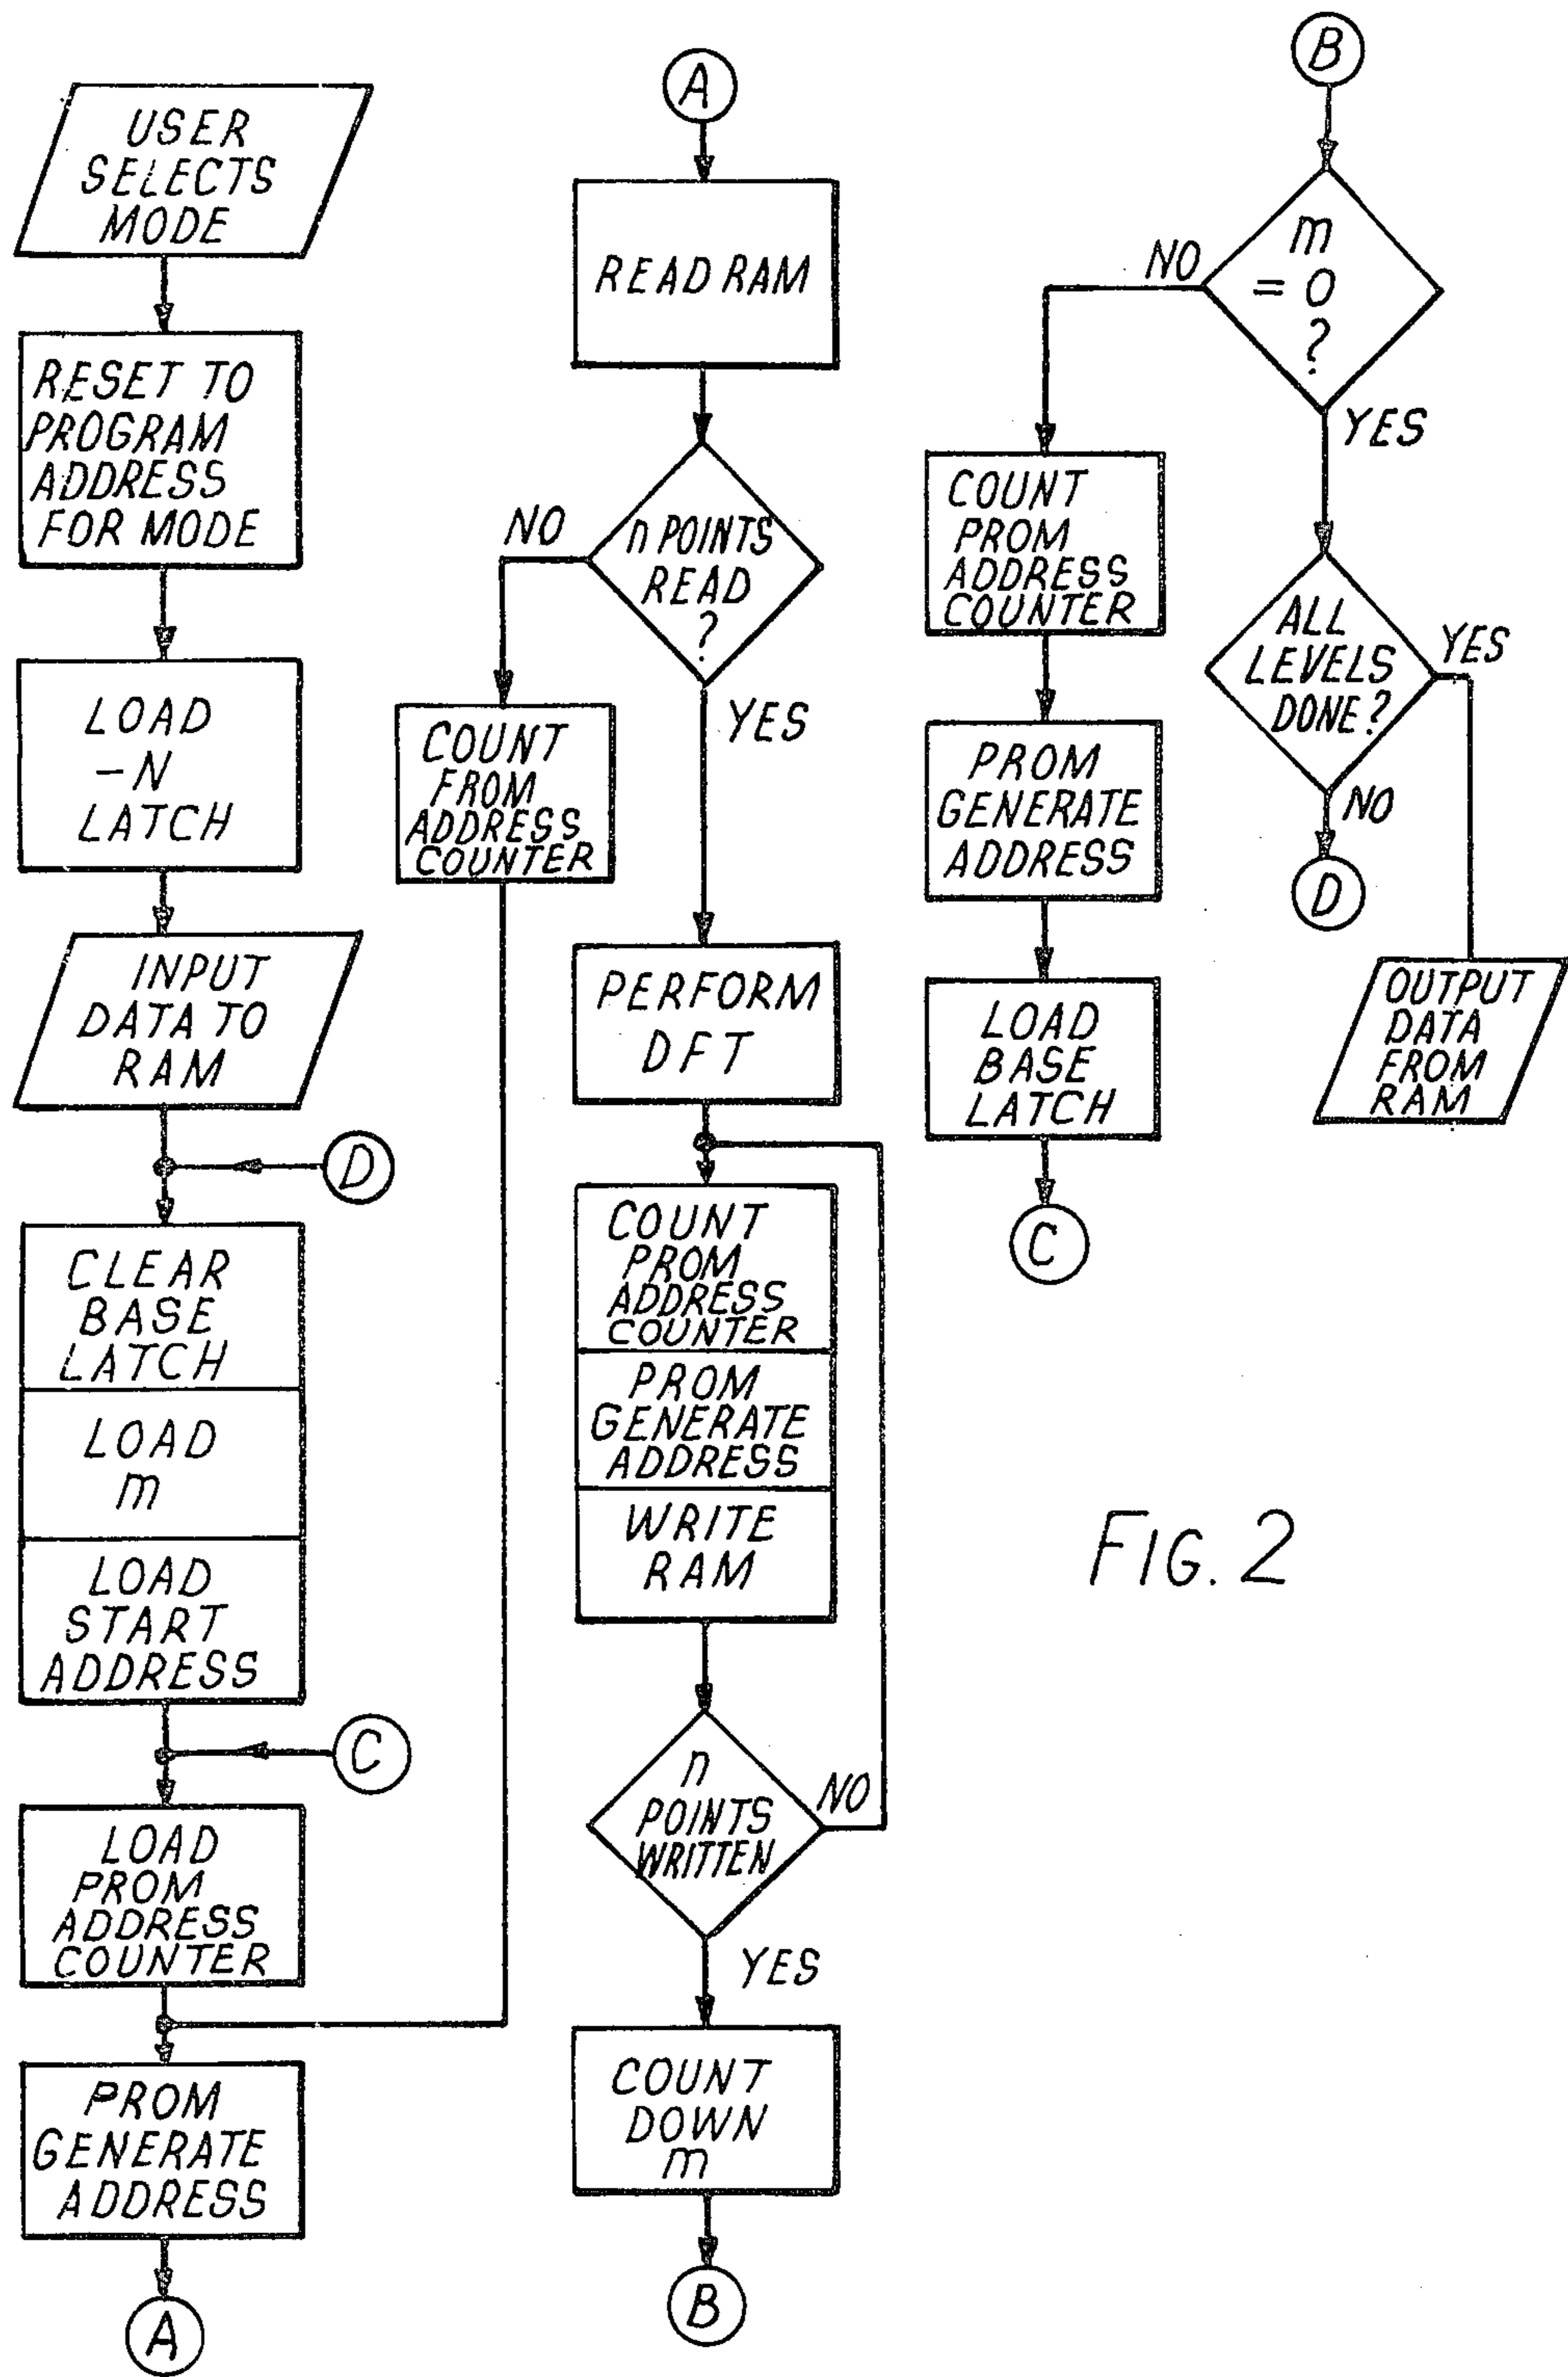 USER
SELECTS
MODE
RESET TO
PROGRAM
ADDRESS
FOR MODE
LOAD
-N
LATCH
INPUT
DATA TO
RAM
D
CLEAR
BASE
LATCH
LOAD
m
LOAD
START
ADDRESS
C
LOAD
PROM
ADDRESS
COUNTER
PROM
GENERATE
ADDRESS
A
A
READ RAM
n POINTS
READ
?
NO
YES
COUNT
FROM
ADDRESS
COUNTER
PERFORM
DFT
COUNT
PROM
ADDRESS
COUNTER
PROM
GENERATE
ADDRESS
WRITE
RAM
n
POINTS
WRITTEN
NO
YES
COUNT
DOWN
m
B
B
m
= 0
?
NO
YES
COUNT
PROM
ADDRESS
COUNTER
PROM
GENERATE
ADDRESS
LOAD
BASE
LATCH
C
ALL
LEVELS
DONE?
YES
NO
D
OUTPUT
DATA
FROM
RAM
FIG. 2